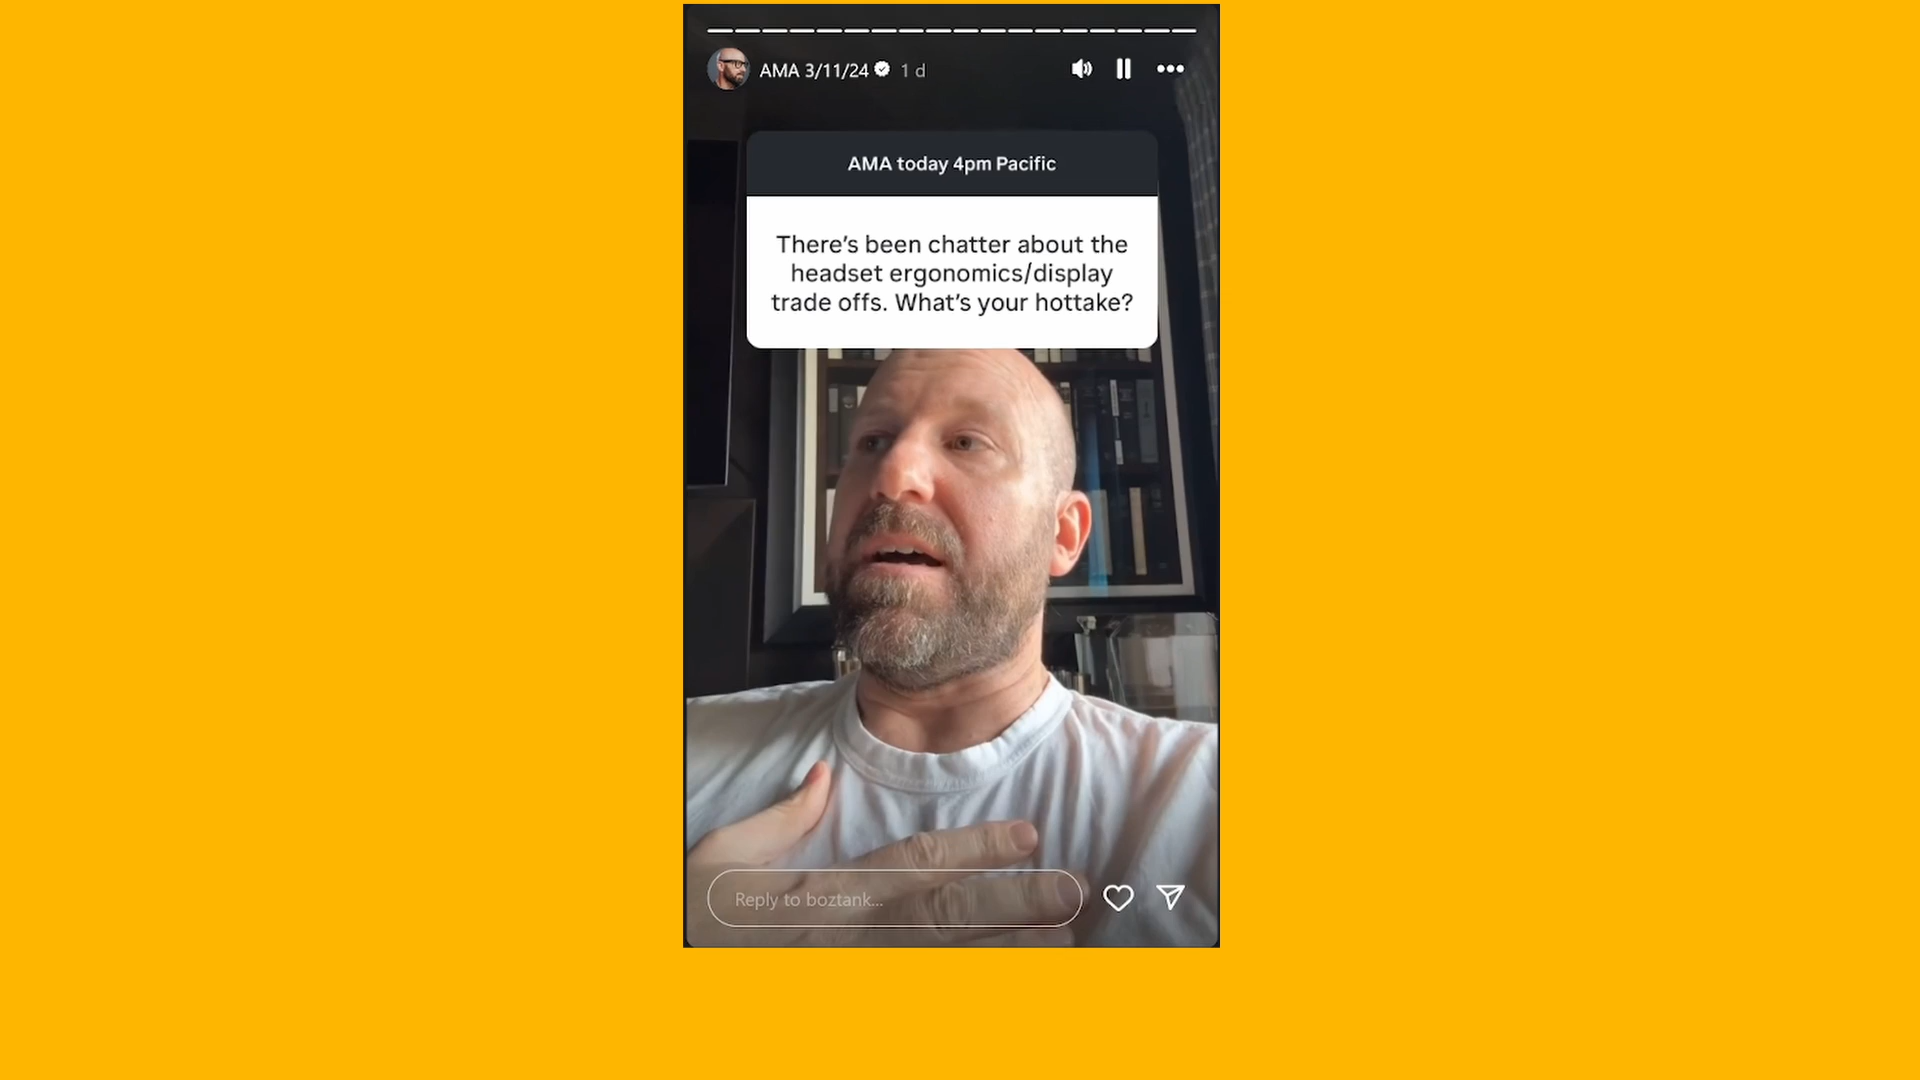 AMA 3/11/24 1 d
AMA today 4pm Pacific
There’s been chatter about the
headset ergonomics/display
trade offs. What’s your hottake?
Reply to boztank...